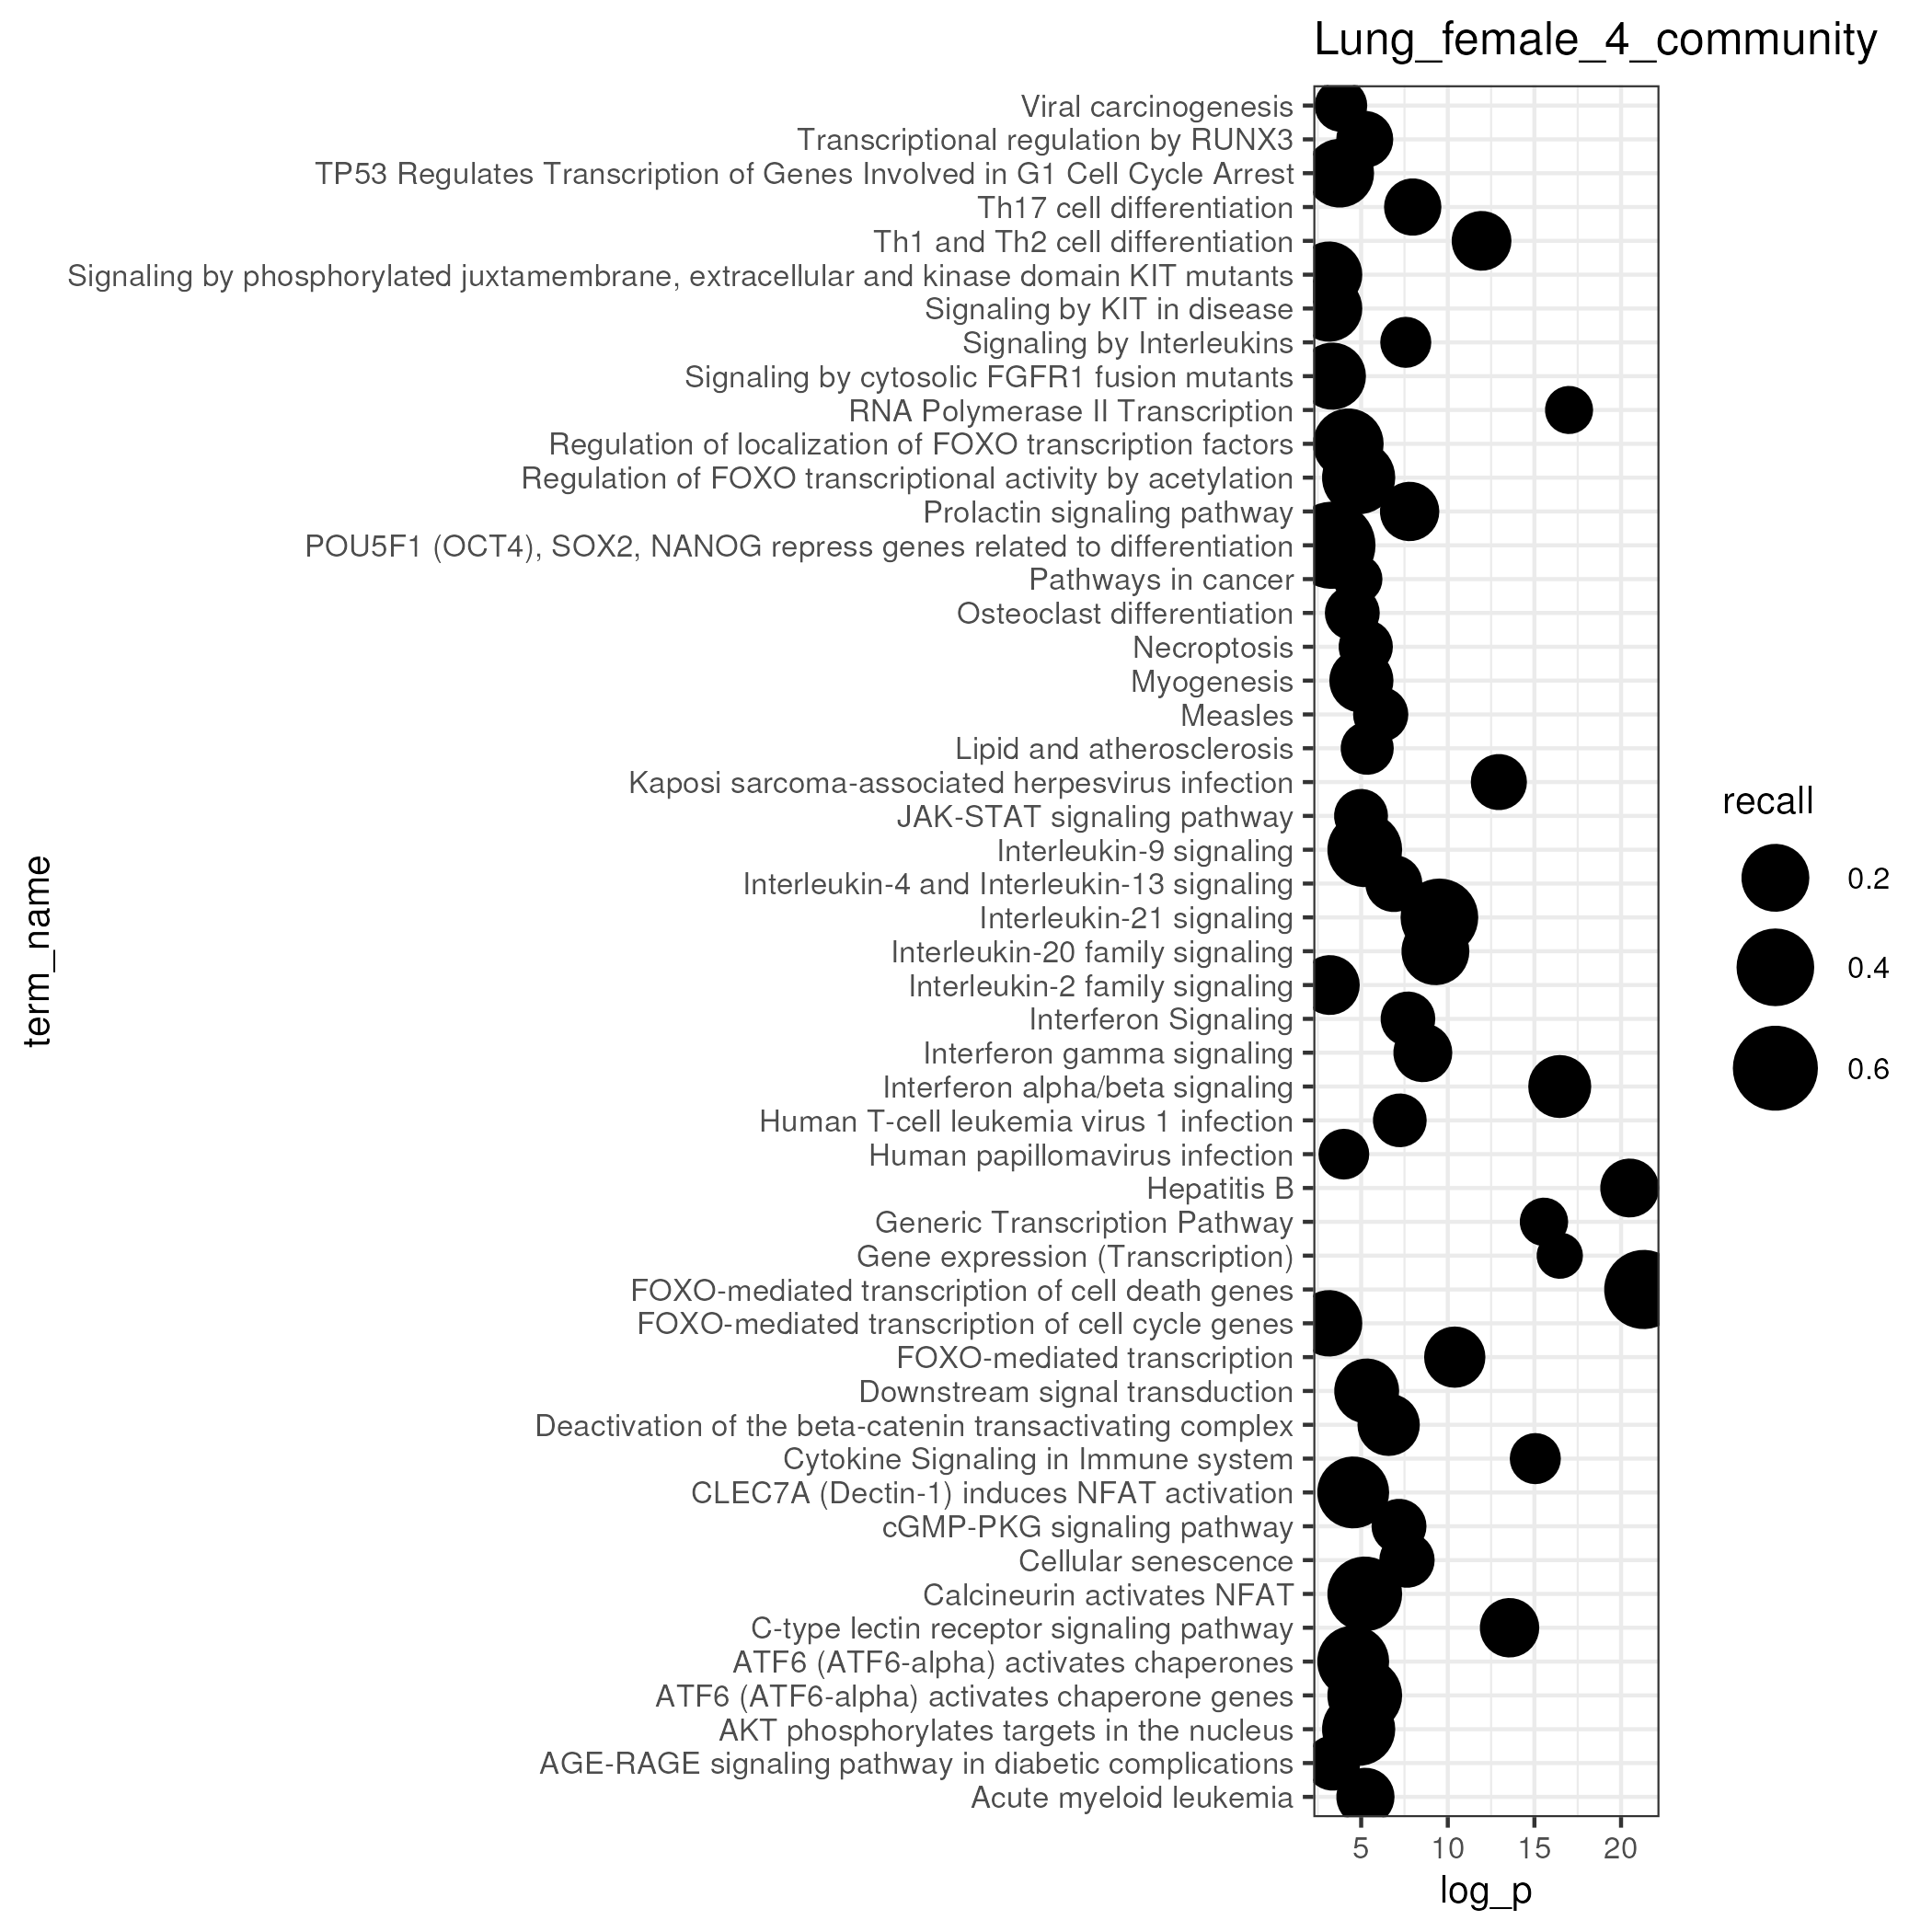 Lung_female_4_community
Viral carcinogenesis
Transcriptional regulation by RUNX3
TP53 Regulates Transcription of Genes Involved in G1 Cell Cycle Arrest
Th17 cell differentiation
Th1 and Th2 cell differentiation
Signaling by phosphorylated juxtamembrane, extracellular and kinase domain KIT mutants
Signaling by KIT in disease
Signaling by Interleukins
Signaling by cytosolic FGFR1 fusion mutants
RNA Polymerase II Transcription
Regulation of localization of FOXO transcription factors
Regulation of FOXO transcriptional activity by acetylation
Prolactin signaling pathway
POU5F1 (OCT4), SOX2, NANOG repress genes related to differentiation
Pathways in cancer
Osteoclast differentiation
Necroptosis
Myogenesis
Measles
Lipid and atherosclerosis
Kaposi sarcoma-associated herpesvirus infection
JAK-STAT signaling pathway
Interleukin-9 signaling
Interleukin-4 and Interleukin-13 signaling
Interleukin-21 signaling
Interleukin-20 family signaling
Interleukin-2 family signaling
Interferon Signaling
Interferon gamma signaling
Interferon alpha/beta signaling
Human T-cell leukemia virus 1 infection
Human papillomavirus infection
Hepatitis B
Generic Transcription Pathway
Gene expression (Transcription)
FOXO-mediated transcription of cell death genes
FOXO-mediated transcription of cell cycle genes
FOXO-mediated transcription
Downstream signal transduction
Deactivation of the beta-catenin transactivating complex
Cytokine Signaling in Immune system
CLEC7A (Dectin-1) induces NFAT activation
cGMP-PKG signaling pathway
Cellular senescence
Calcineurin activates NFAT
C-type lectin receptor signaling pathway
ATF6 (ATF6-alpha) activates chaperones
ATF6 (ATF6-alpha) activates chaperone genes
AKT phosphorylates targets in the nucleus
AGE-RAGE signaling pathway in diabetic complications
Acute myeloid leukemia
term_name
5 10 15 20
log_p
recall
0.2
0.4
0.6